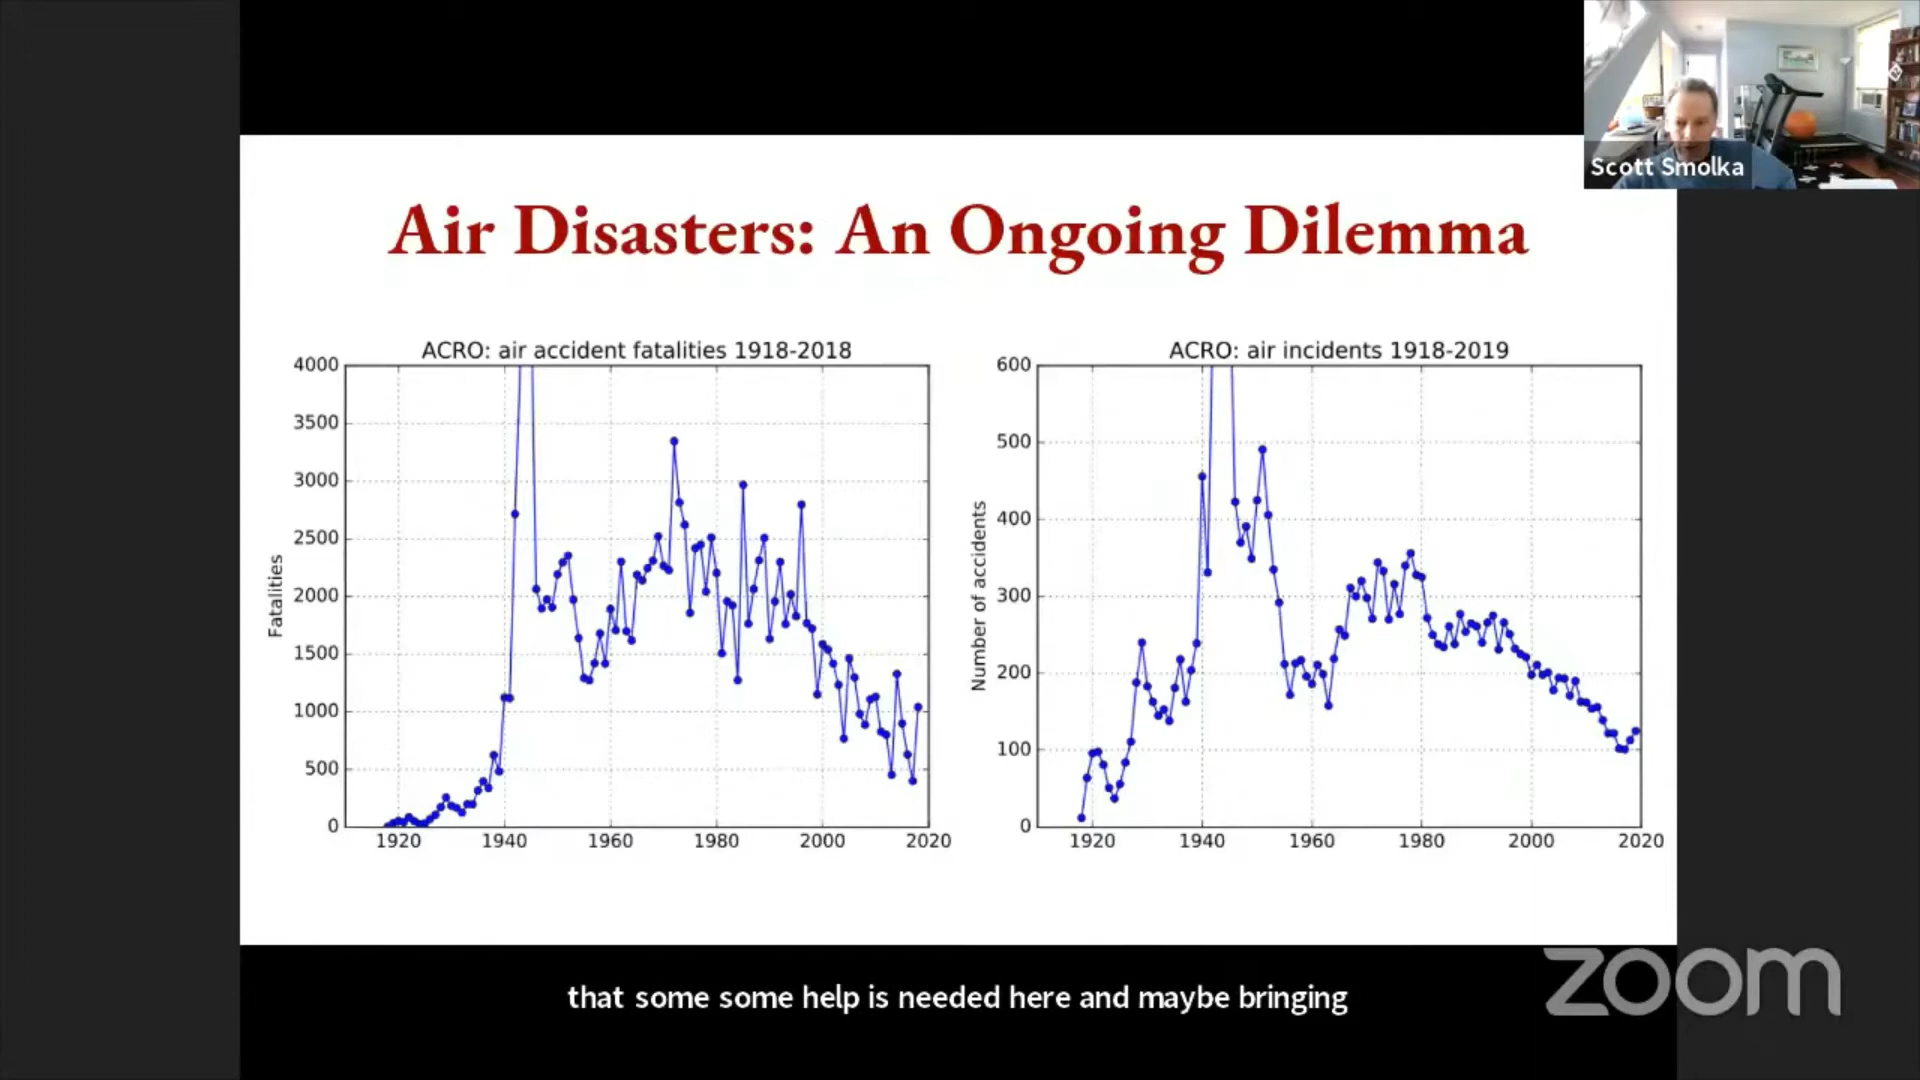 Scott Smolka
Air Disasters: An Ongoing Dilemma
ACRO: air accident fatalities 1918-2018
4000
3500
3000
2500
2000
1500
1000
500
0
Fatalities
1920 1940 1960 1980 2000 2020
ACRO: air incidents 1918-2019
600
500
400
300
200
100
0
Number of accidents
1920 1940 1960 1980 2000 2020
that some some help is needed here and maybe bringing
zoom